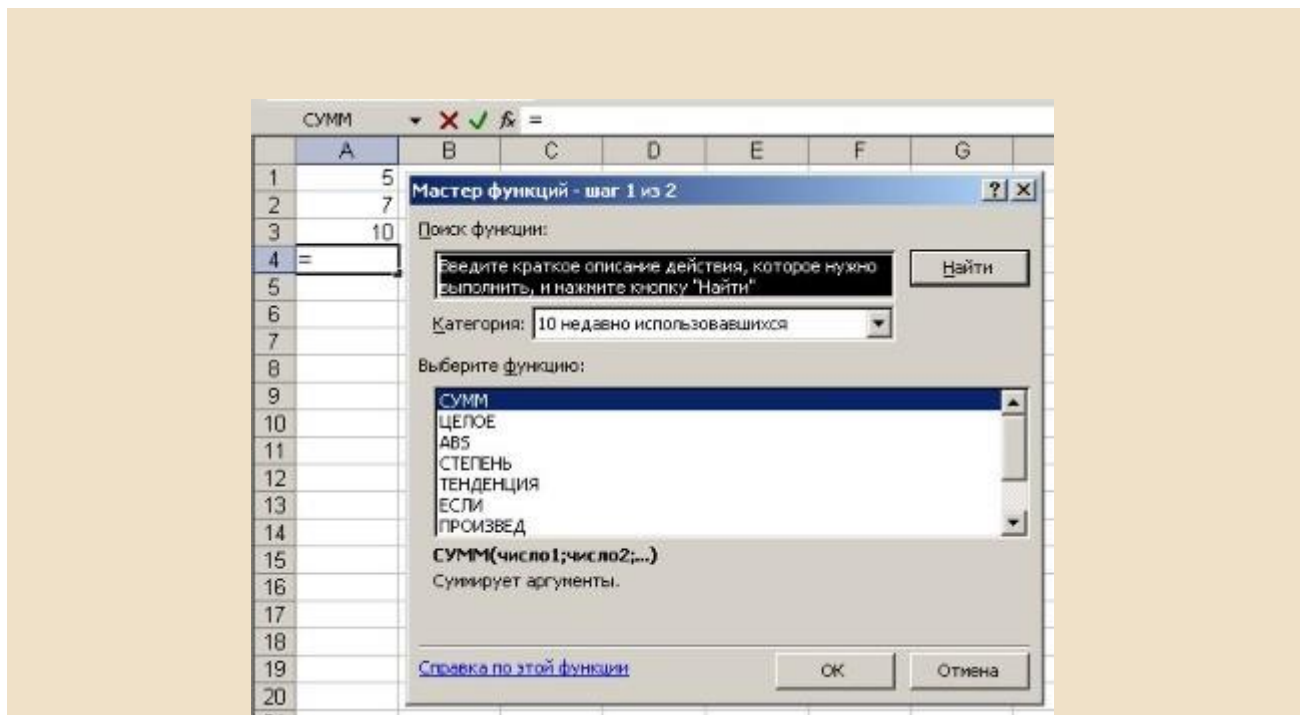 СУММ fx =
A B C D E F G
1 5
2 7
3 10
4 =
5
6
7
8
9
10
11
12
13
14
15
16
17
18
19
20
Мастер функций - шаг 1 из 2
Поиск функции:
Введите краткое описание действия, которое нужно
выполнить, и нажмите кнопку "Найти"
Найти
Категория: 10 недавно использовавшихся
Выберите функцию:
СУММ
ЦЕЛОЕ
ABS
СТЕПЕНЬ
ТЕНДЕНЦИЯ
ЕСЛИ
ПРОИЗВЕД
СУММ(число1;число2;...)
Суммирует аргументы.
Справка по этой функции
ОК Отмена